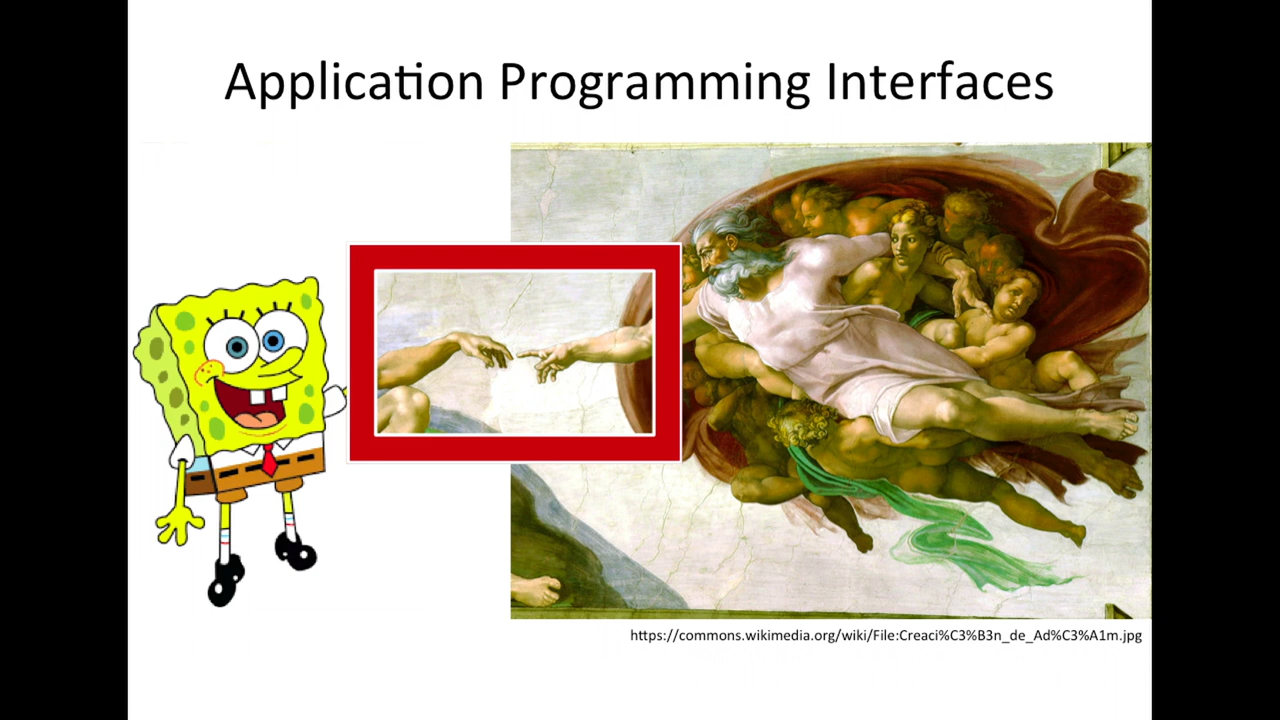 Application Programming Interfaces
https://commons.wikimedia.org/wiki/File:Creaci%C3%B3n_de_Ad%C3%A1m.jpg